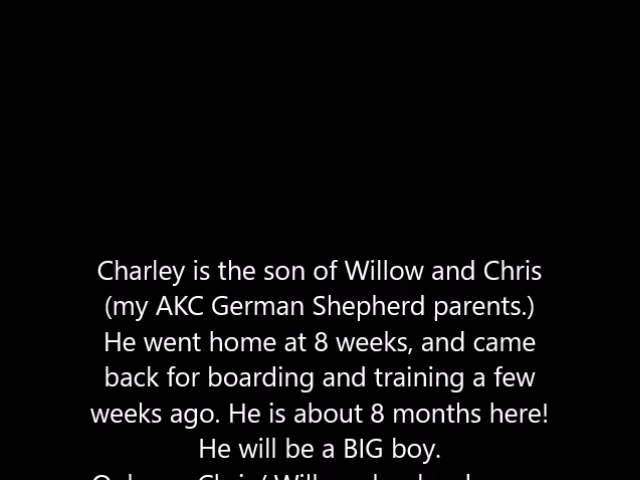 Charley is the son of Willow and Chris
(my AKC German Shepherd parents.)
He went home at 8 weeks, and came
back for boarding and training a few
weeks ago. He is about 8 months here!
He will be a BIG boy.